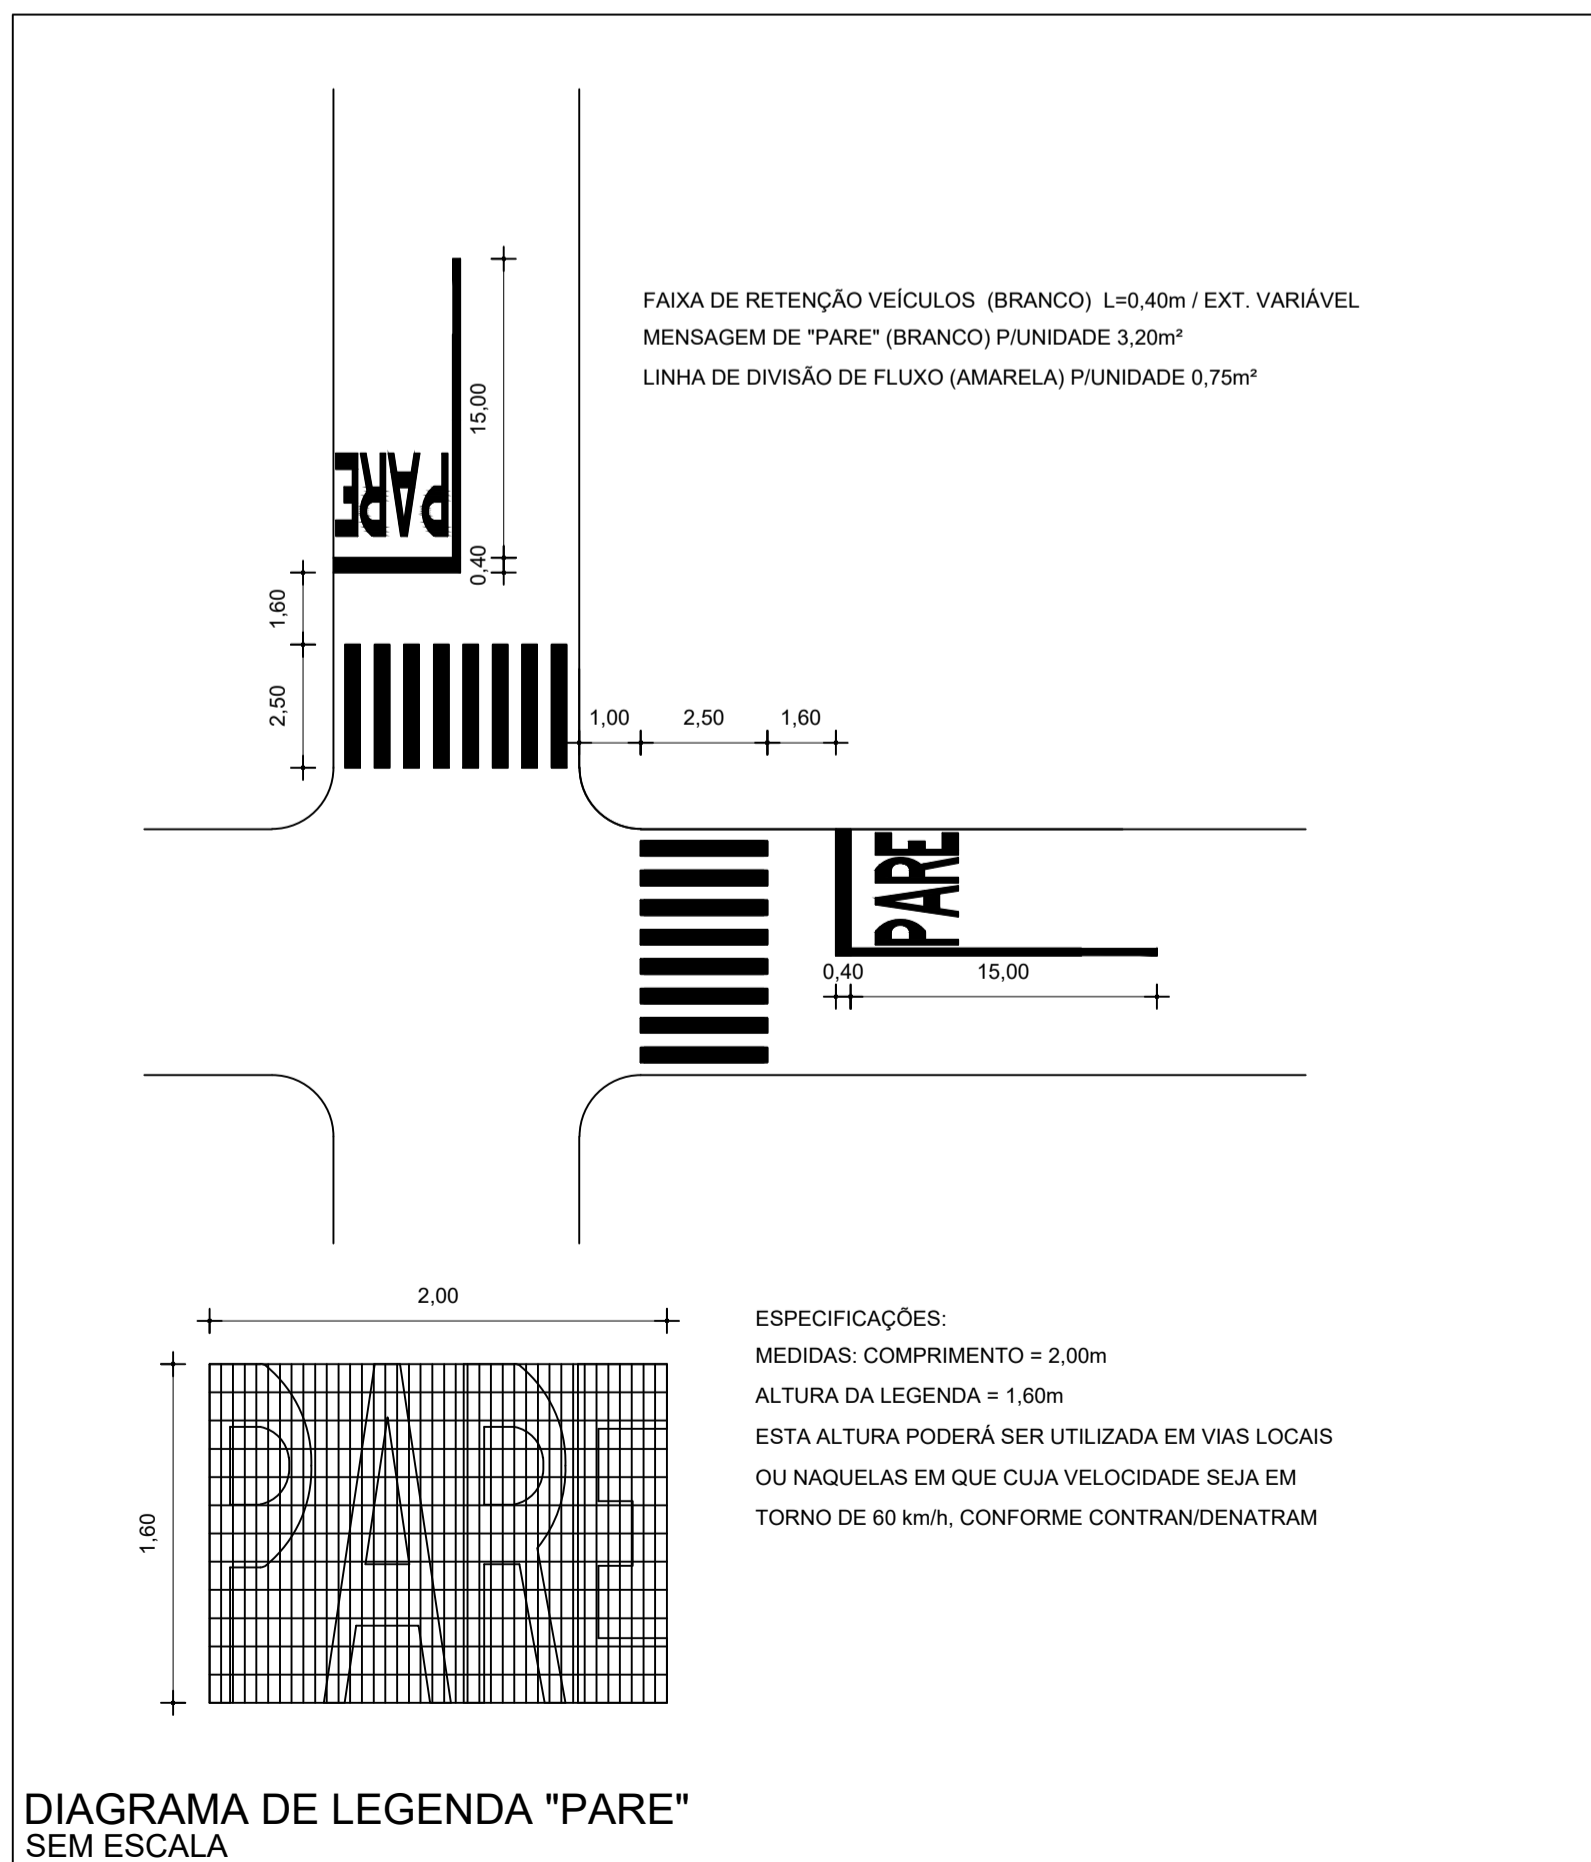 FAIXA DE RETENÇÃO VEÍCULOS (BRANCO) L=0,40m / EXT. VARIÁVEL
MENSAGEM DE "PARE" (BRANCO) P/UNIDADE 3,20m²
LINHA DE DIVISÃO DE FLUXO (AMARELA) P/UNIDADE 0,75m²
15,00
PARE
0,40
1,60
2,50
1,00 2,50 1,60
PARE
0,40 15,00
2,00
1,60
PARE
ESPECIFICAÇÕES:
MEDIDAS: COMPRIMENTO = 2,00m
ALTURA DA LEGENDA = 1,60m
ESTA ALTURA PODERÁ SER UTILIZADA EM VIAS LOCAIS
OU NAQUELAS EM QUE CUJA VELOCIDADE SEJA EM
TORNO DE 60 km/h, CONFORME CONTRAN/DENATRAM
DIAGRAMA DE LEGENDA "PARE"
SEM ESCALA